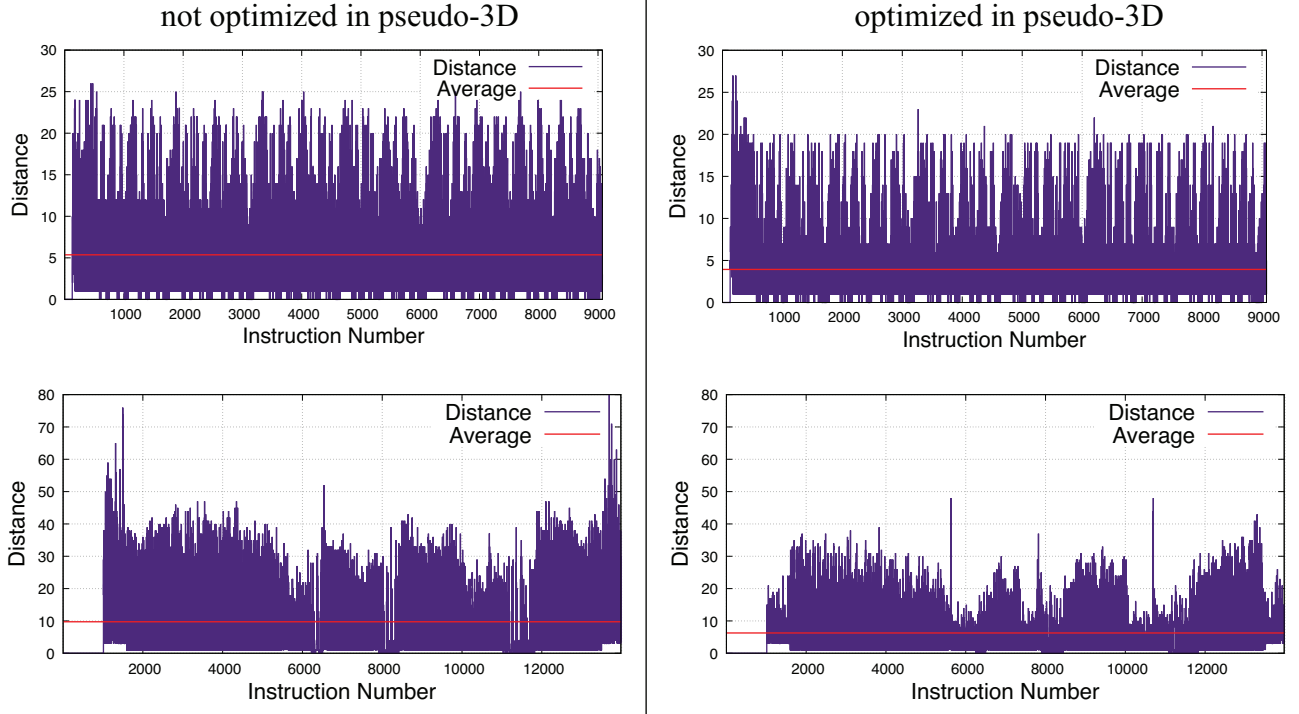 not optimized in pseudo-3D
optimized in pseudo-3D
30
25
20
15
10
5
0
Distance
Distance
Average
1000 2000 3000 4000 5000 6000 7000 8000 9000
Instruction Number
30
25
20
15
10
5
0
Distance
Distance
Average
1000 2000 3000 4000 5000 6000 7000 8000 9000
Instruction Number
80
70
60
50
40
30
20
10
0
Distance
Distance
Average
2000 4000 6000 8000 10000 12000
Instruction Number
80
70
60
50
40
30
20
10
0
Distance
Distance
Average
2000 4000 6000 8000 10000 12000
Instruction Number